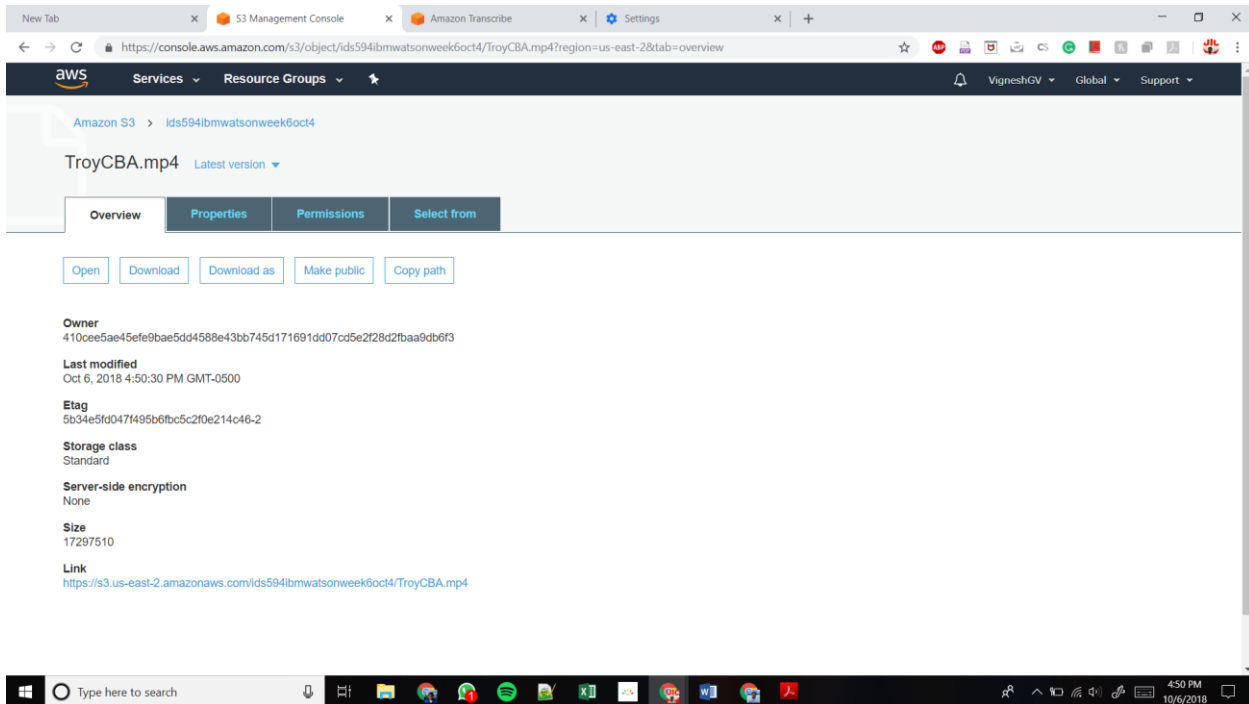 New Tab
S3 Management Console
Amazon Transcribe
Settings
https://console.aws.amazon.com/s3/object/ids594ibmwatsonweek6oct4/TroyCBA.mp4?region=us-east-2&tab=overview
ABP
CS
aws
Services
Resource Groups
VigneshGV
Global
Support
Amazon S3 > ids594ibmwatsonweek6oct4
TroyCBA.mp4 Latest version
Overview
Properties
Permissions
Select from
Open
Download
Download as
Make public
Copy path
Owner
410cee5ae45efe9bae5dd4588e43bb745d171691dd07cd5e2f28d2fbaa9db6f3
Last modified
Oct 6, 2018 4:50:30 PM GMT-0500
Etag
5b34e5fd047f495b6fbc5c2f0e214c46-2
Storage class
Standard
Server-side encryption
None
Size
17297510
Link
https://s3.us-east-2.amazonaws.com/ids594ibmwatsonweek6oct4/TroyCBA.mp4
Type here to search
4:50 PM
10/6/2018